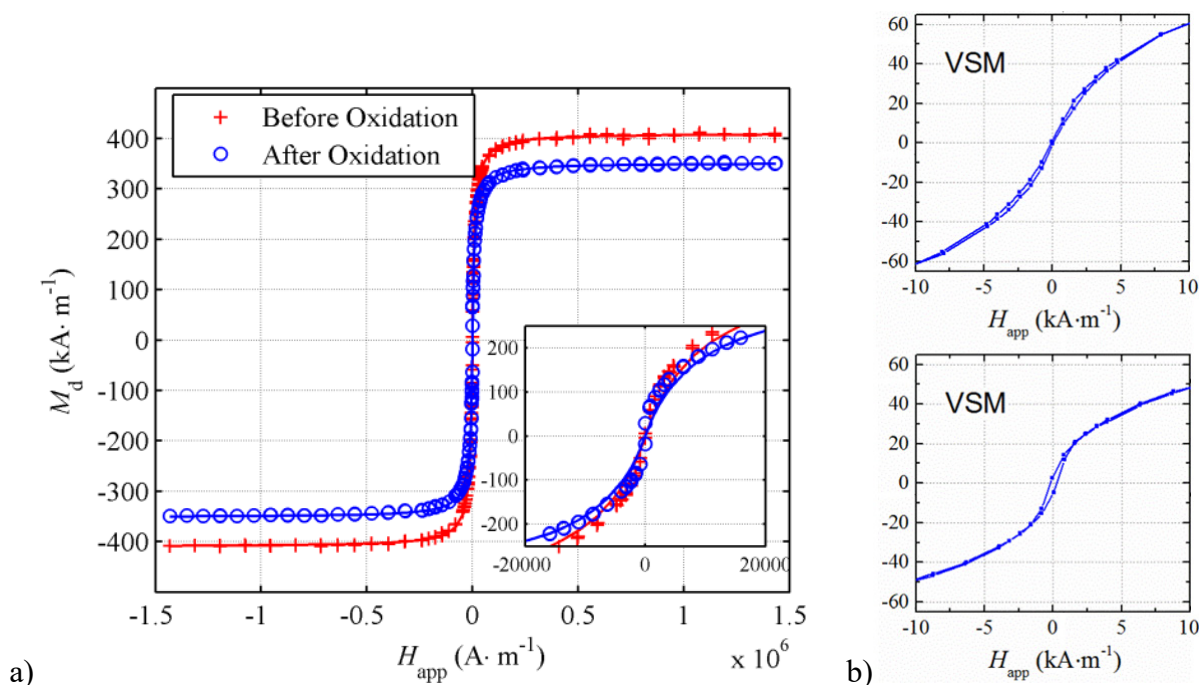 Before Oxidation
After Oxidation
M_d (kA· m⁻¹)
400
300
200
100
0
-100
-200
-300
-400
200
100
0
-100
-200
-20000 0 20000
-1.5 -1 -0.5 0 0.5 1 1.5
H_app (A· m⁻¹)
x 10⁶
a)
VSM
60
40
20
0
-20
-40
-60
-10 -5 0 5 10
H_app (kA·m⁻¹)
VSM
60
40
20
0
-20
-40
-60
-10 -5 0 5 10
H_app (kA·m⁻¹)
b)